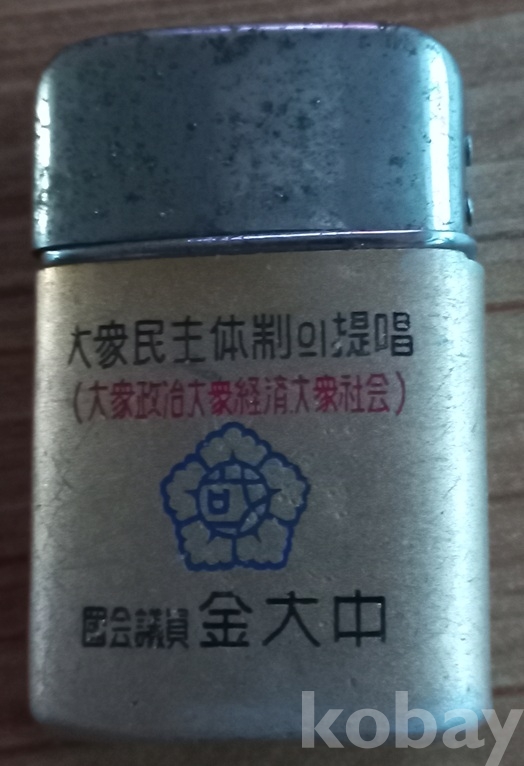 大衆民主体制의提唱
(大衆政治大衆経済大衆社会)
國会議員 金大中
kobay